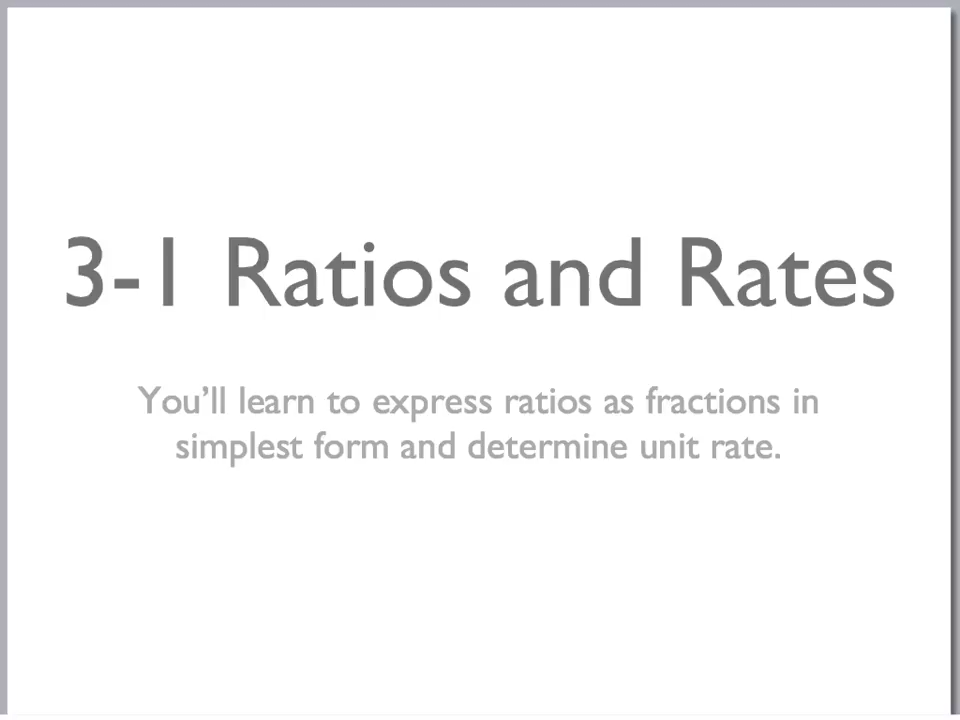 3-1 Ratios and Rates
You’ll learn to express ratios as fractions in
simplest form and determine unit rate.